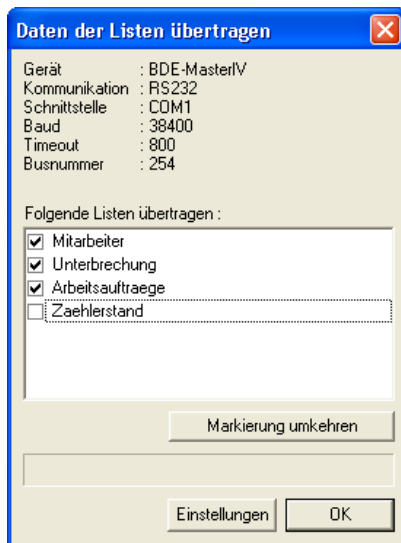 Daten der Listen übertragen
Gerät : BDE-MasterIV
Kommunikation : RS232
Schnittstelle : COM1
Baud : 38400
Timeout : 800
Busnummer : 254
Folgende Listen übertragen :
Mitarbeiter
Unterbrechung
Arbeitsauftraege
Zaehlerstand
Markierung umkehren
Einstellungen
OK